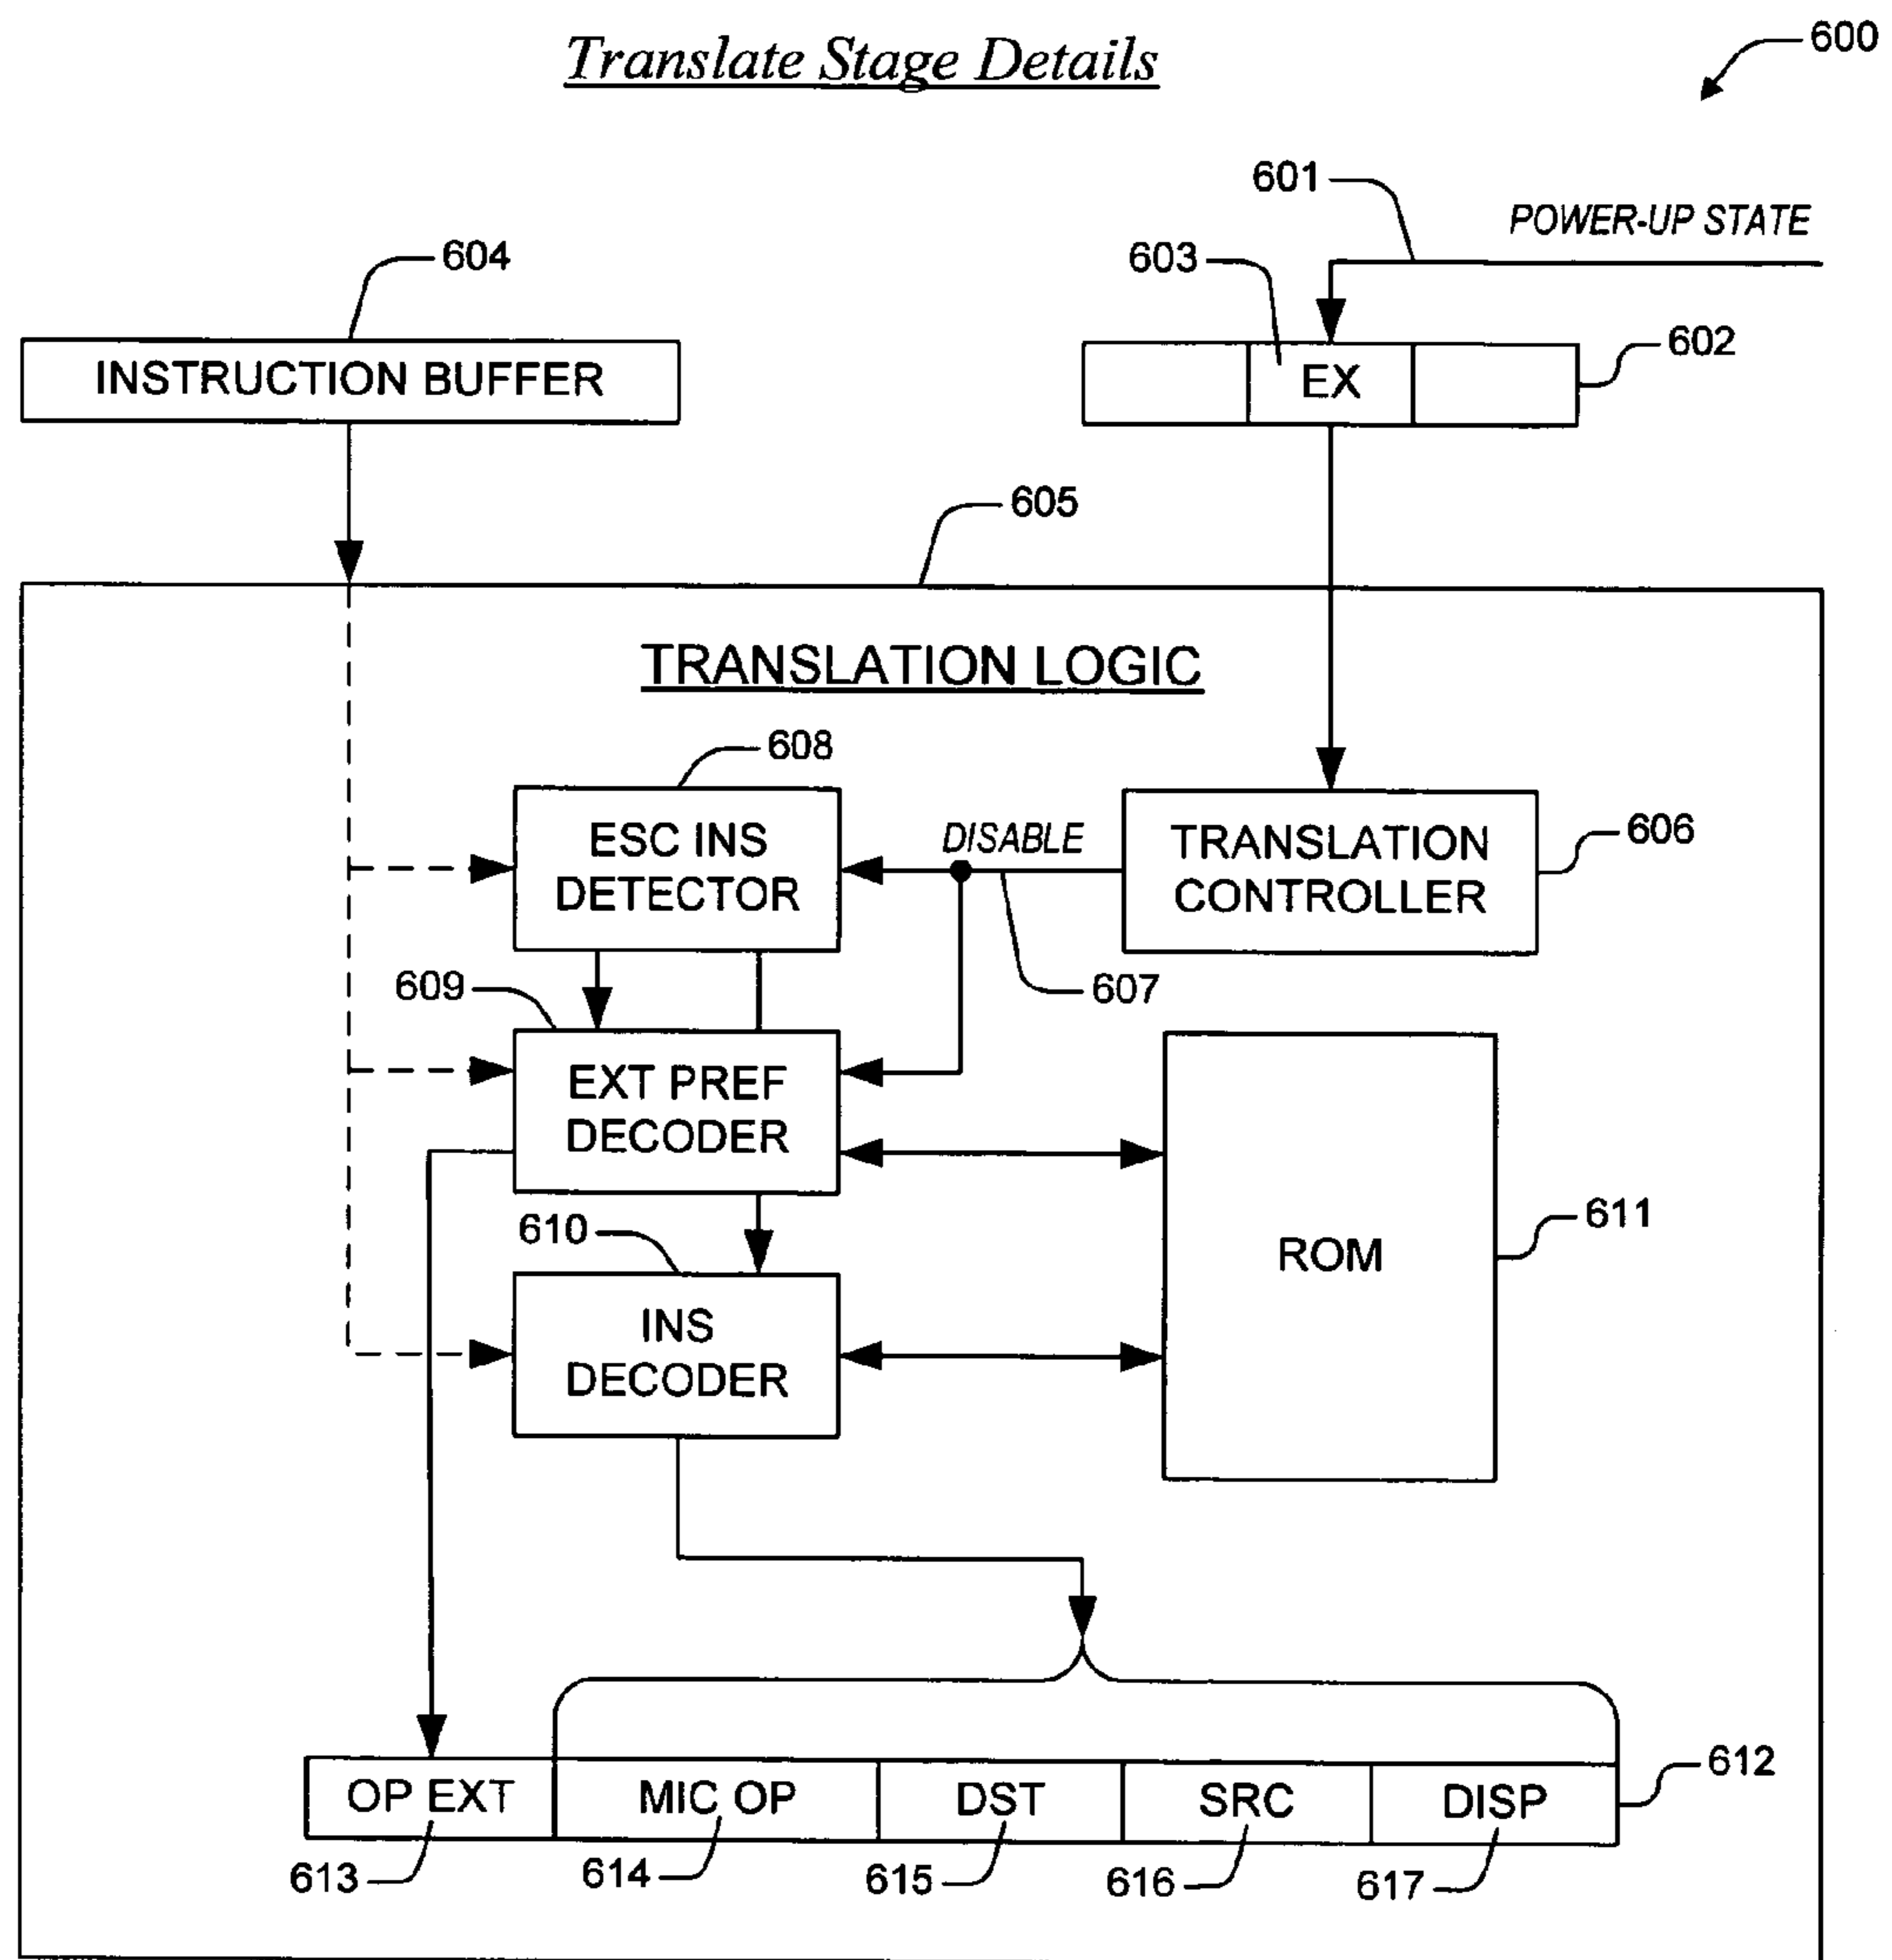 Translate Stage Details
600
601
POWER-UP STATE
604
603
602
INSTRUCTION BUFFER
EX
605
TRANSLATION LOGIC
608
ESC INS
DETECTOR
DISABLE
TRANSLATION
CONTROLLER
606
609
607
EXT PREF
DECODER
610
611
ROM
INS
DECODER
612
OP EXT
MIC OP
DST
SRC
DISP
613
614
615
616
617